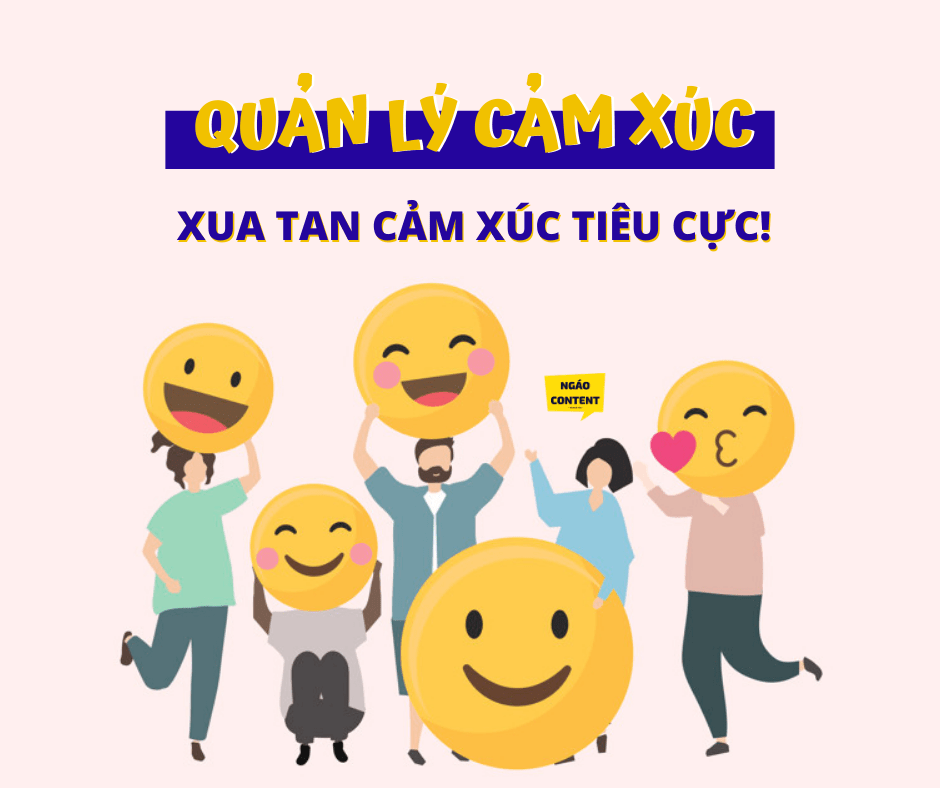 QUẢN LÝ CẢM XÚC
XUA TAN CẢM XÚC TIÊU CỰC!
NGÁO
CONTENT